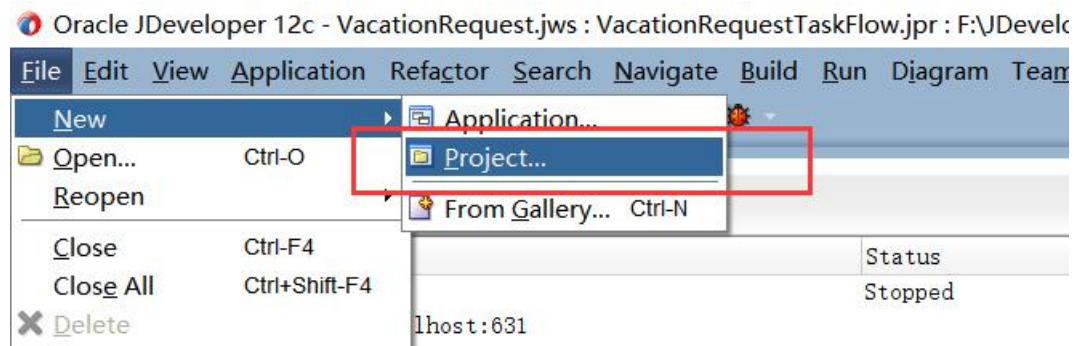 Oracle JDeveloper 12c - VacationRequest.jws : VacationRequestTaskFlow.jpr : F:\JDevelo
File Edit View Application Refactor Search Navigate Build Run Diagram Team
New
Application...
Open... Ctrl-O
Project...
Reopen
From Gallery... Ctrl-N
Close Ctrl-F4
Status
Close All Ctrl+Shift-F4
Stopped
Delete
lhost:631